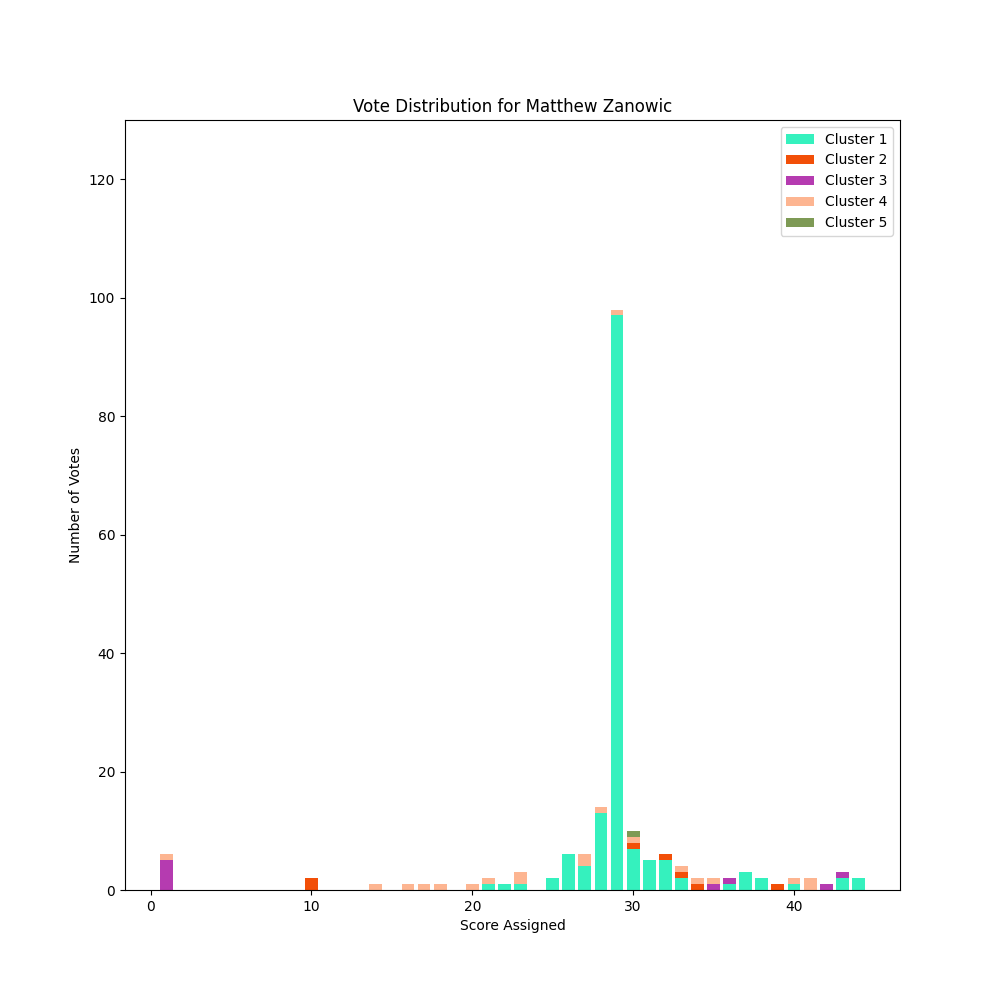 Vote Distribution for Matthew Zanowic
Cluster 1
Cluster 2
Cluster 3
Cluster 4
Cluster 5
120
100
80
60
40
20
0
Number of Votes
0 10 20 30 40
Score Assigned